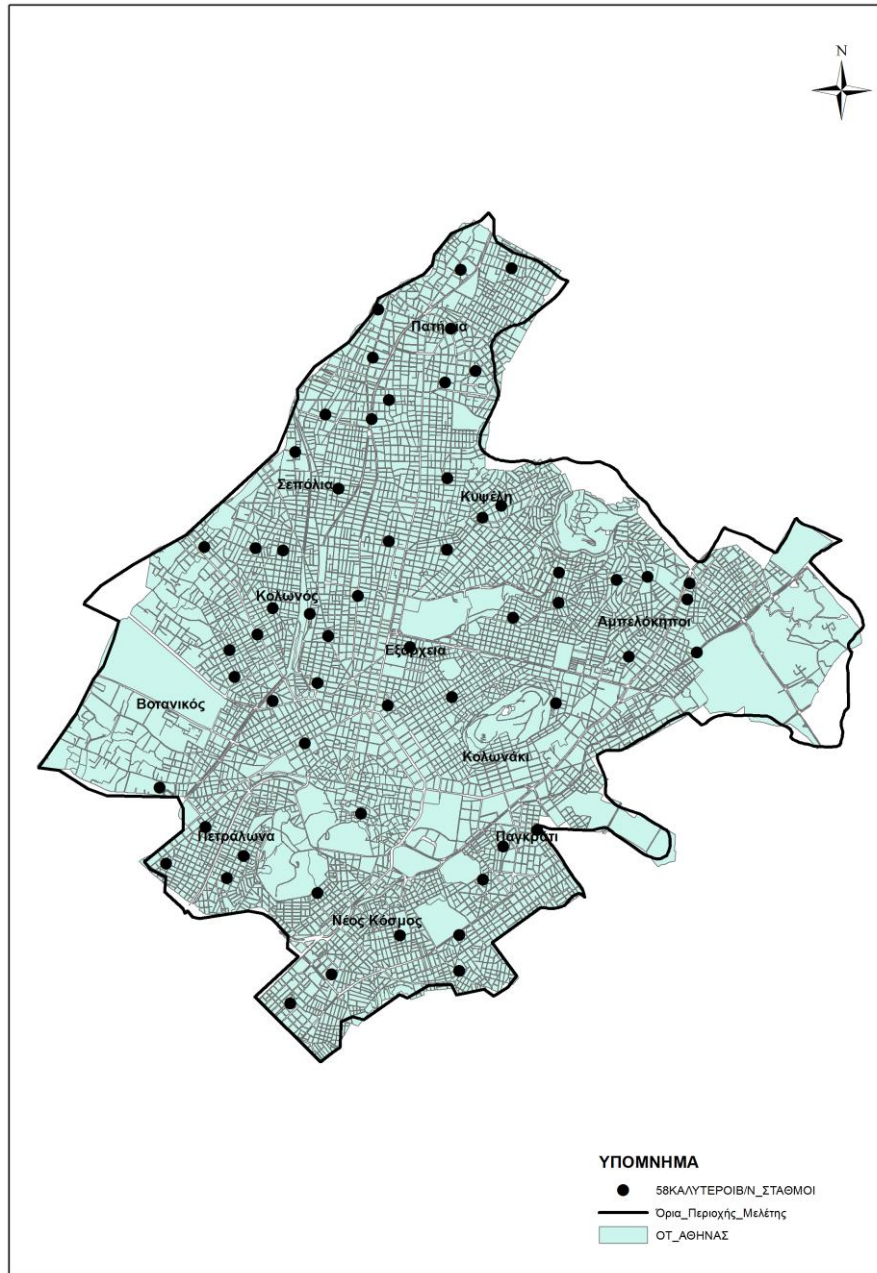 N
Πατήσια
Σεπόλια
Κυψέλη
Κολωνός
Αμπελόκηποι
Εξάρχεια
Βοτανικός
Κολωνάκι
Πετράλωνα
Παγκράτι
Νέος Κόσμος
ΥΠΟΜΝΗΜΑ
58ΚΑΛΥΤΕΡΟΙΒ/Ν_ΣΤΑΘΜΟΙ
Όρια_Περιοχής_Μελέτης
ΟΤ_ΑΘΗΝΑΣ